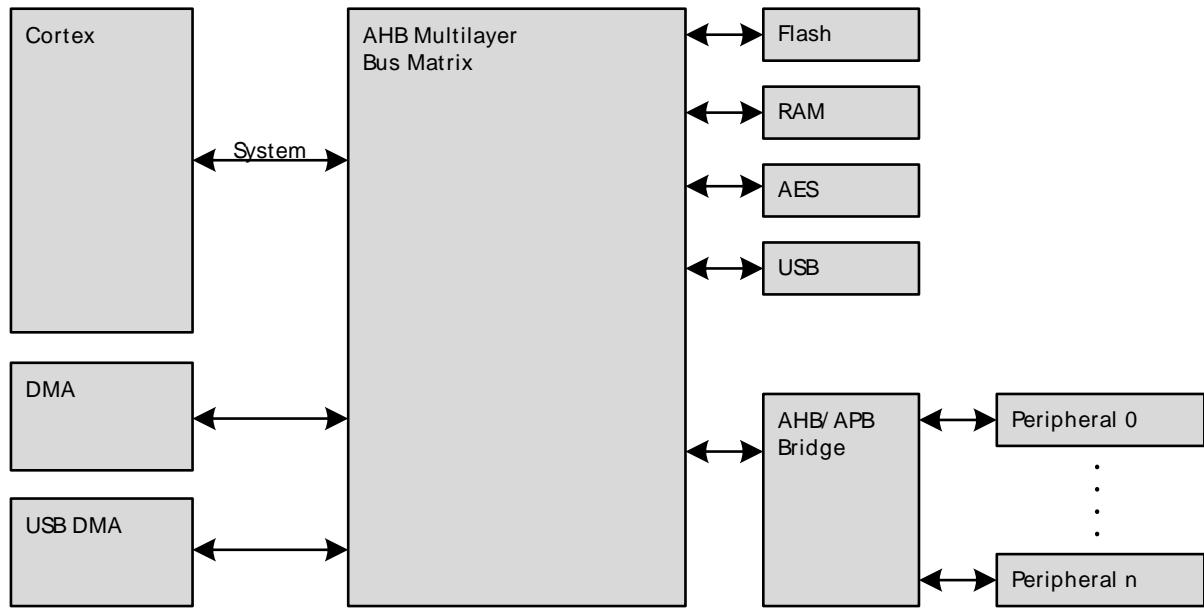 Cortex
AHB Multilayer
Bus Matrix
Flash
RAM
System
AES
USB
DMA
AHB/APB
Bridge
Peripheral 0
USB DMA
Peripheral n